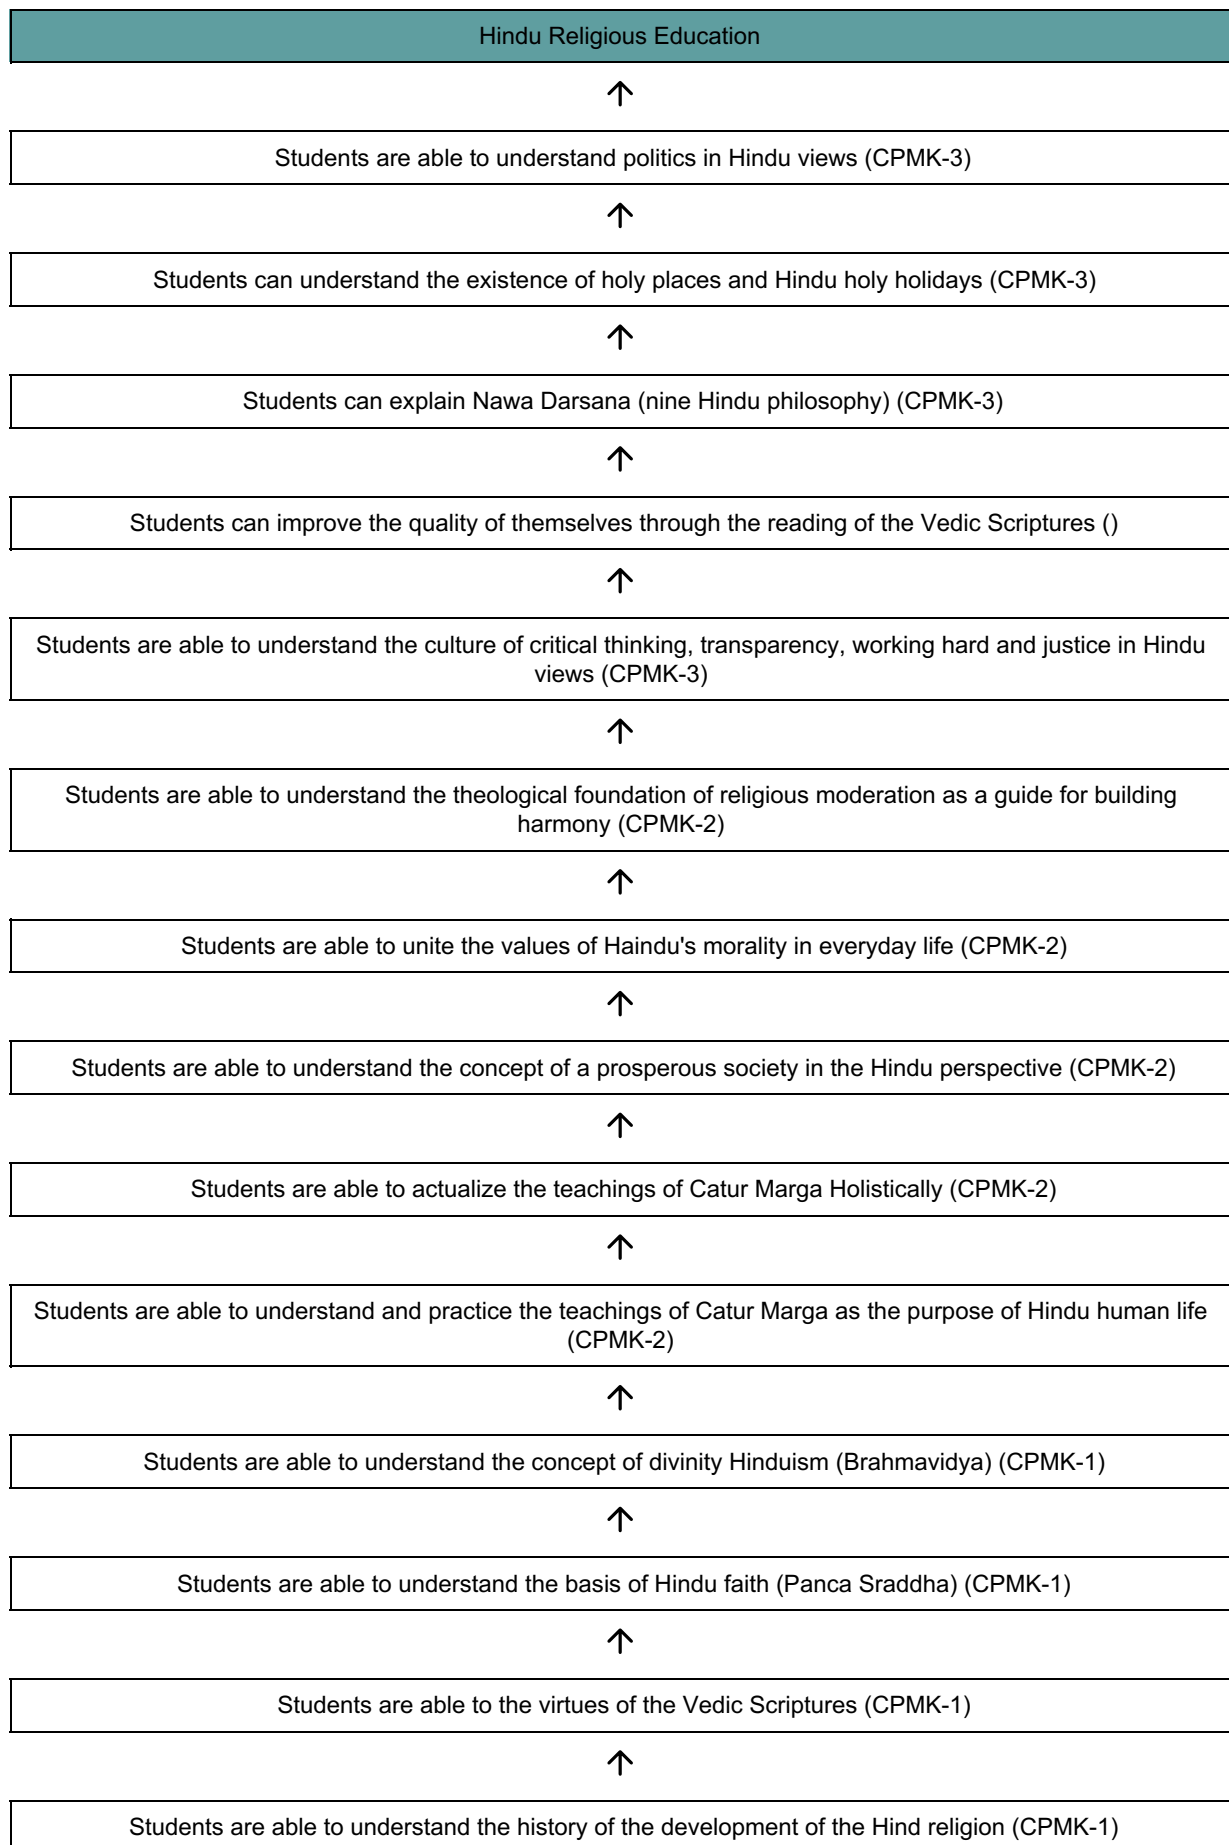 Hindu Religious Education
Students are able to understand politics in Hindu views (CPMK-3)
Students can understand the existence of holy places and Hindu holy holidays (CPMK-3)
Students can explain Nawa Darsana (nine Hindu philosophy) (CPMK-3)
Students can improve the quality of themselves through the reading of the Vedic Scriptures ()
Students are able to understand the culture of critical thinking, transparency, working hard and justice in Hindu
views (CPMK-3)
Students are able to understand the theological foundation of religious moderation as a guide for building
harmony (CPMK-2)
Students are able to unite the values of Haindu's morality in everyday life (CPMK-2)
Students are able to understand the concept of a prosperous society in the Hindu perspective (CPMK-2)
Students are able to actualize the teachings of Catur Marga Holistically (CPMK-2)
Students are able to understand and practice the teachings of Catur Marga as the purpose of Hindu human life
(CPMK-2)
Students are able to understand the concept of divinity Hinduism (Brahmavidya) (CPMK-1)
Students are able to understand the basis of Hindu faith (Panca Sraddha) (CPMK-1)
Students are able to the virtues of the Vedic Scriptures (CPMK-1)
Students are able to understand the history of the development of the Hind religion (CPMK-1)